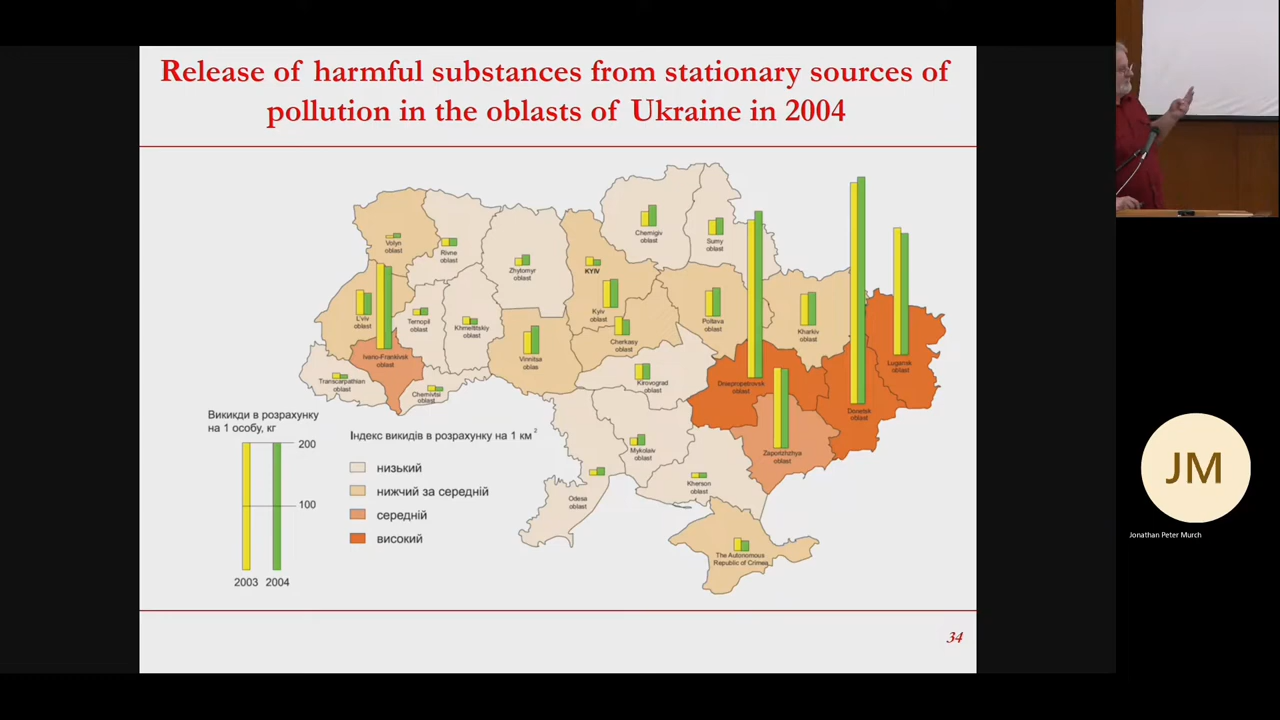 Release of harmful substances from stationary sources of
pollution in the oblasts of Ukraine in 2004
Volyn
oblast
Rivne
oblast
Zhytomyr
oblast
KYIV
Kyiv
oblast
Chernigiv
oblast
Sumy
oblast
L'viv
oblast
Ternopil
oblast
Khmeltitskiy
oblast
Vinnitsa
oblas
Cherkasy
oblast
Poltava
oblast
Kharkiv
oblast
Lugansk
oblast
Ivano-Frankivsk
oblast
Transcarpathian
oblast
Chernivtsi
oblast
Kirovograd
oblast
Dnepropetrovsk
oblast
Donetsk
oblast
Zaporizhzhya
oblast
Mykolaiv
oblast
Kherson
oblast
Odesa
oblast
The Autonomous
Republic of Crimea
Викикди в розрахунку
на 1 особу, кг
200
100
2003 2004
Індекс викидів в розрахунку на 1 км2
низький
нижчий за середній
середній
високий
34
JM
Jonathan Peter Murch